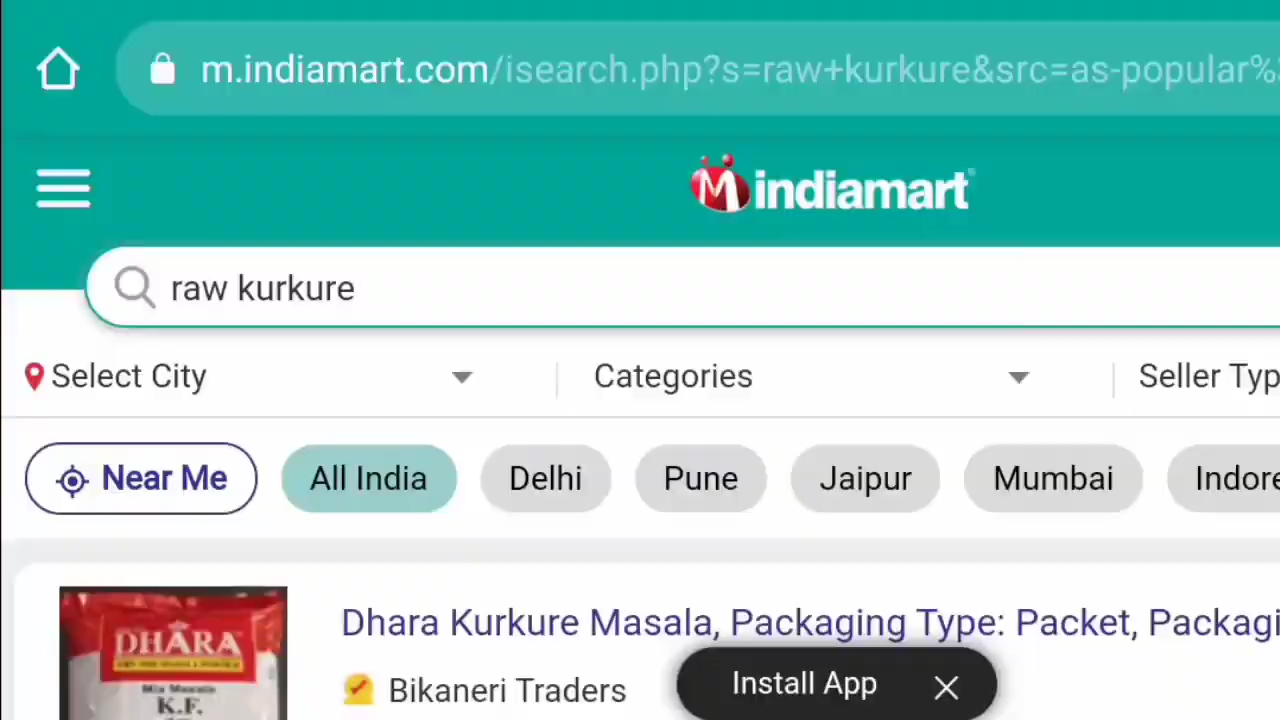 m.indiamart.com/isearch.php?s=raw+kurkure&src=as-popular%
indiamart
raw kurkure
Select City
Categories
Seller Typ
Near Me
All India
Delhi
Pune
Jaipur
Mumbai
Indore
Dhara Kurkure Masala, Packaging Type: Packet, Packagi
DHARA
Mix Masala
K.F.
Bikaneri Traders
Install App